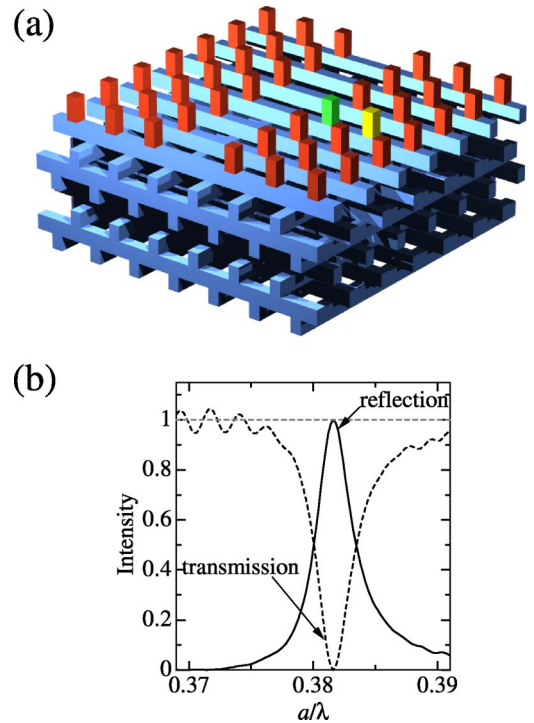 (a)
(b)
reflection
1
0.8
0.6
0.4
0.2
0
Intensity
transmission
0.37
0.38
0.39
a/λ